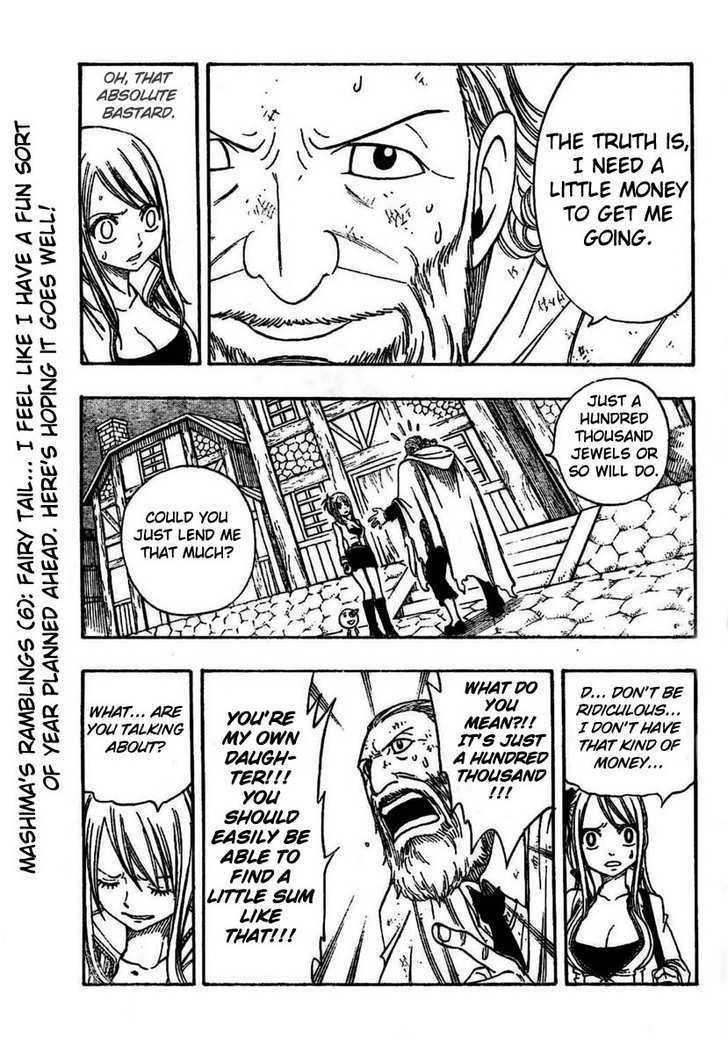 THE TRUTH IS,
I NEED A
LITTLE MONEY
TO GET ME
GOING.
OH, THAT
ABSOLUTE
BASTARD.
JUST A
HUNDRED
THOUSAND
JEWELS OR
SO WILL DO.
COULD YOU
JUST LEND ME
THAT MUCH?
D... DON'T BE
RIDICULOUS...
I DON'T HAVE
THAT KIND OF
MONEY...
WHAT DO
YOU
MEAN?!!
IT'S JUST
A HUNDRED
THOUSAND
!!!
YOU'RE
MY OWN
DAUGH-
TER!!!
YOU
SHOULD
EASILY BE
ABLE TO
FIND A
LITTLE SUM
LIKE
THAT!!!
WHAT... ARE
YOU TALKING
ABOUT?
MASHIMA'S RAMBLINGS (6): FAIRY TAIL... I FEEL LIKE I HAVE A FUN SORT
OF YEAR PLANNED AHEAD. HERE'S HOPING IT GOES WELL!